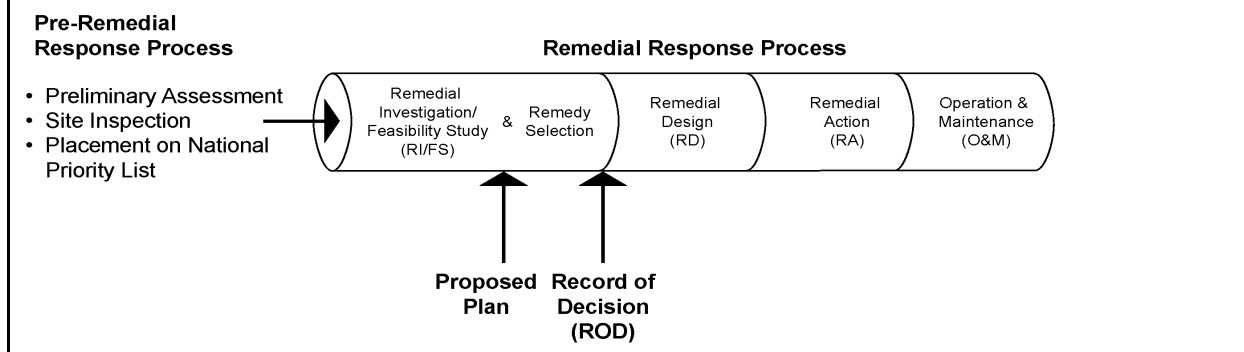 Pre-Remedial
Response Process
• Preliminary Assessment
• Site Inspection
• Placement on National
Priority List
Remedial Response Process
Remedial
Investigation/
Feasibility Study
(RI/FS)
&
Remedy
Selection
Remedial
Design
(RD)
Remedial
Action
(RA)
Operation &
Maintenance
(O&M)
Proposed
Plan
Record of
Decision
(ROD)